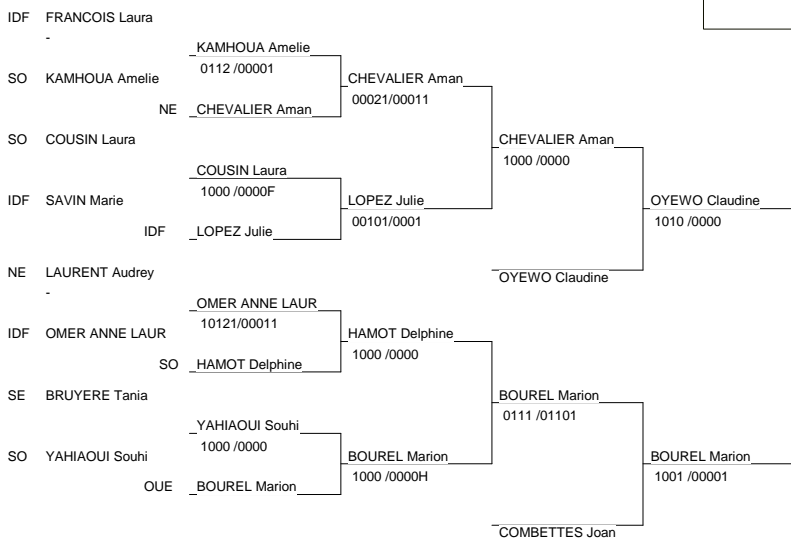 IDF FRANCOIS Laura
-
KAMHOUA Amelie
0112 /00001
SO KAMHOUA Amelie
CHEVALIER Aman
00021/00011
NE CHEVALIER Aman
SO COUSIN Laura
CHEVALIER Aman
1000 /0000
COUSIN Laura
1000 /0000F
IDF SAVIN Marie
LOPEZ Julie
00101/0001
OYEWO Claudine
1010 /0000
IDF LOPEZ Julie
NE LAURENT Audrey
-
OYEWO Claudine
OMER ANNE LAUR
10121/00011
IDF OMER ANNE LAUR
HAMOT Delphine
1000 /0000
SO HAMOT Delphine
SE BRUYERE Tania
BOUREL Marion
0111 /01101
YAHIAOUI Souhi
1000 /0000
SO YAHIAOUI Souhi
BOUREL Marion
1000 /0000H
BOUREL Marion
1001 /00001
OUE BOUREL Marion
COMBETTES Joan